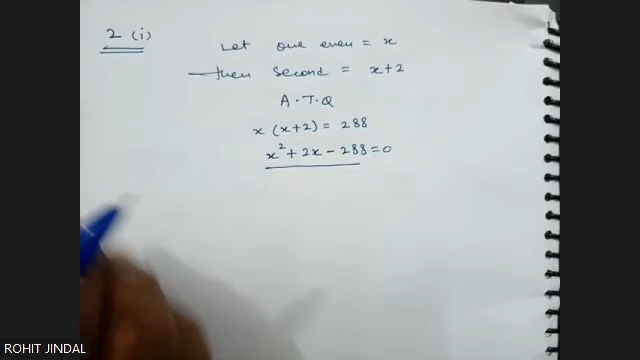 2 (i)
Let one even = x
then second = x+2
A.T.Q
x (x+2) = 288
x² + 2x - 288 = 0
ROHIT JINDAL